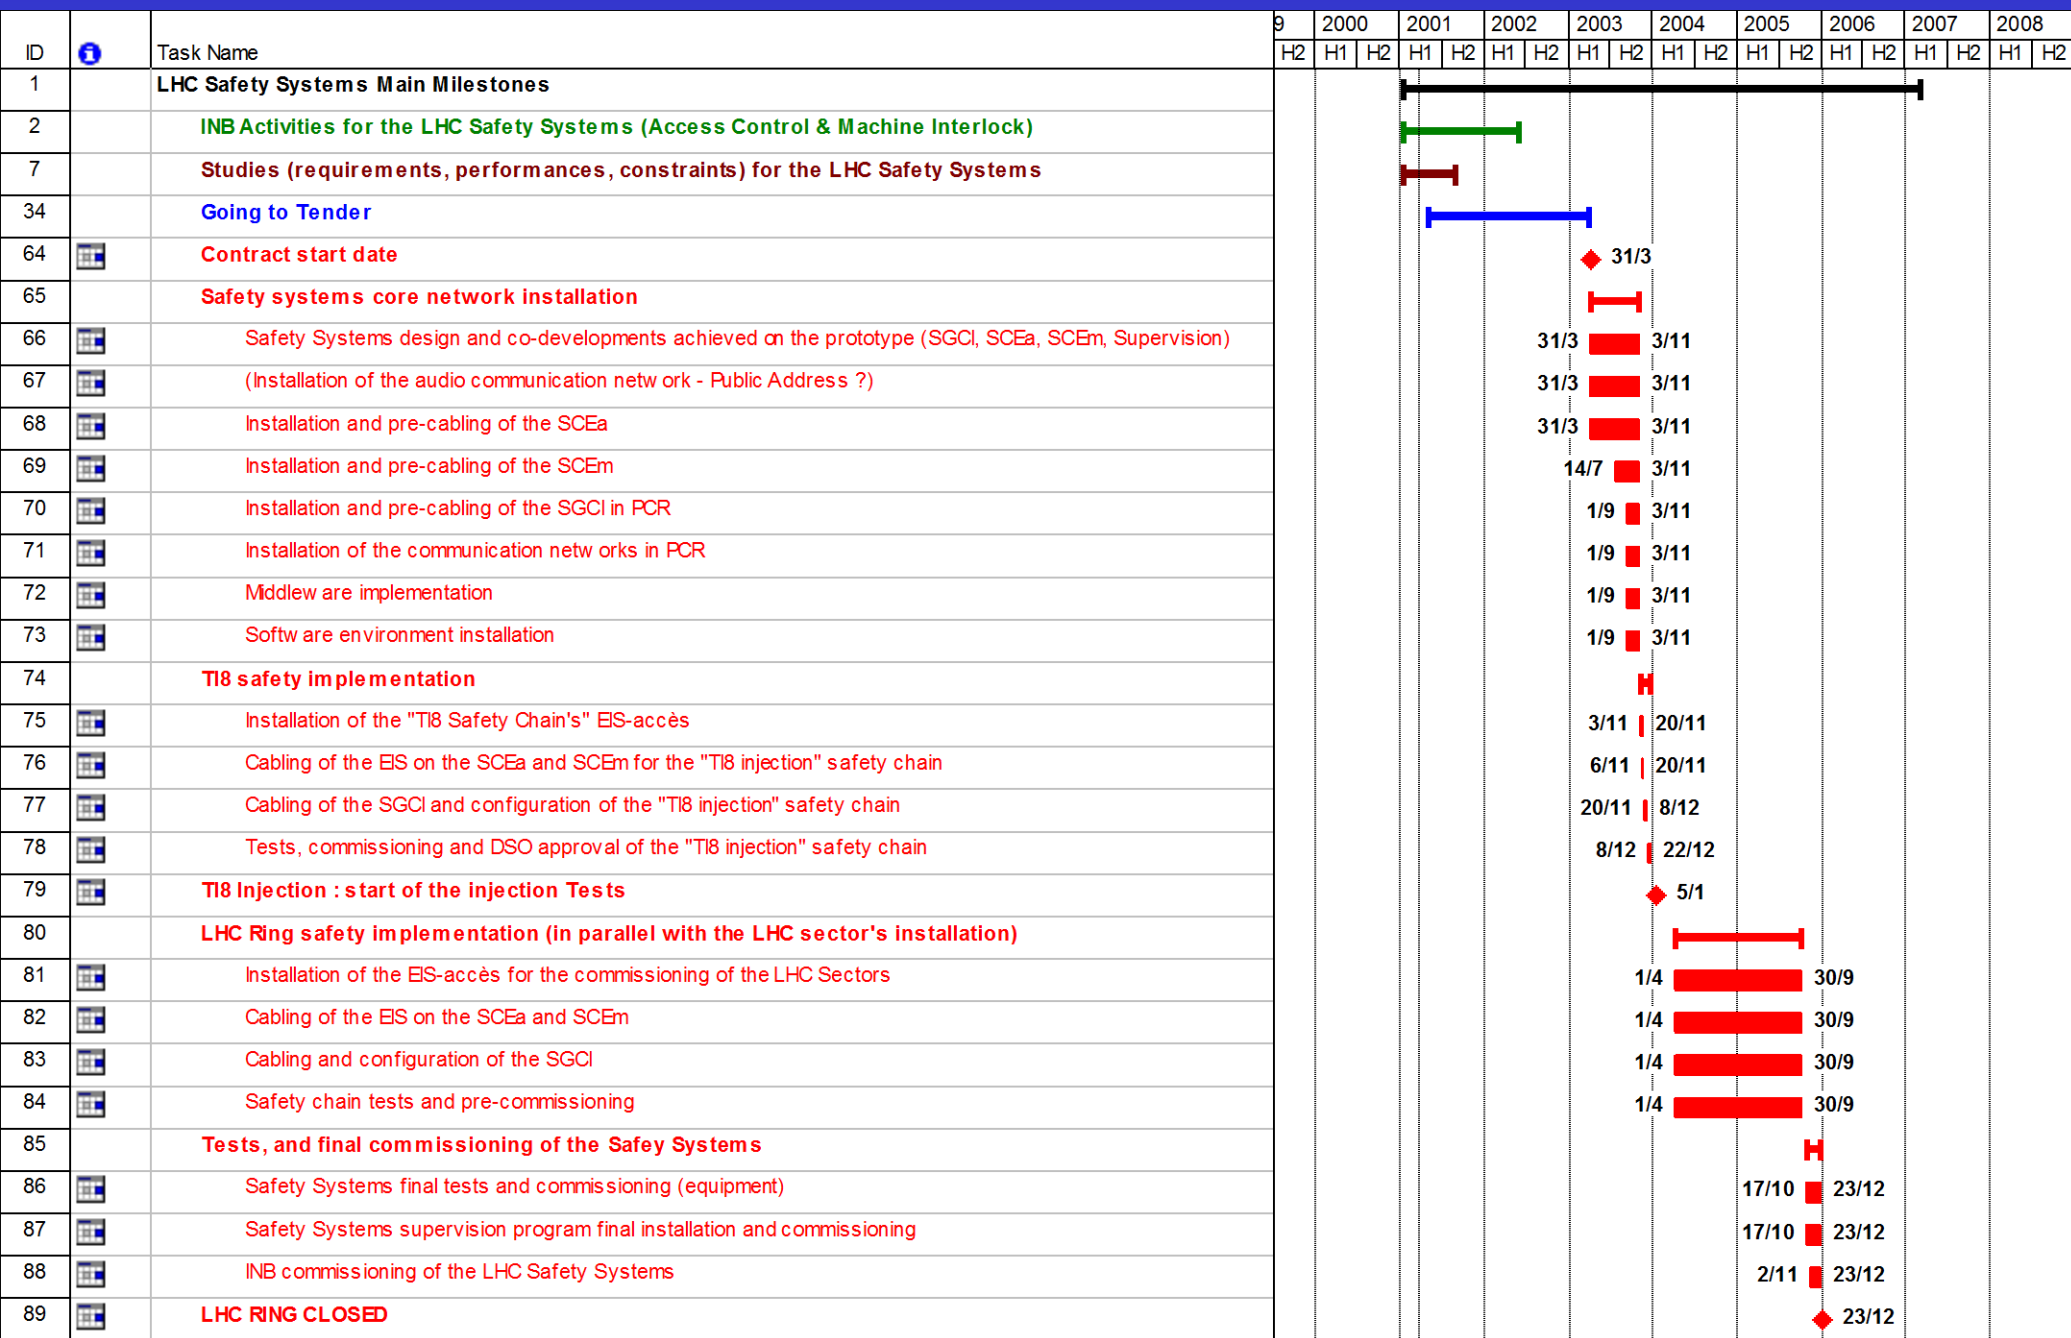 9 2000 2001 2002 2003 2004 2005 2006 2007 2008
ID Task Name H2 H1 H2 H1 H2 H1 H2 H1 H2 H1 H2 H1 H2 H1 H2 H1 H2 H1 H2
1 LHC Safety Systems Main Milestones
2 INB Activities for the LHC Safety Systems (Access Control & Machine Interlock)
7 Studies (requirements, performances, constraints) for the LHC Safety Systems
34 Going to Tender
64 Contract start date 31/3
65 Safety systems core network installation
66 Safety Systems design and co-developments achieved on the prototype (SGCI, SCEa, SCEm, Supervision) 31/3 3/11
67 (Installation of the audio communication network - Public Address ?) 31/3 3/11
68 Installation and pre-cabling of the SCEa 31/3 3/11
69 Installation and pre-cabling of the SCEm 14/7 3/11
70 Installation and pre-cabling of the SGCI in PCR 1/9 3/11
71 Installation of the communication networks in PCR 1/9 3/11
72 Middleware implementation 1/9 3/11
73 Software environment installation 1/9 3/11
74 TI8 safety implementation
75 Installation of the "TI8 Safety Chain's" EIS-accès 3/11 20/11
76 Cabling of the EIS on the SCEa and SCEm for the "TI8 injection" safety chain 6/11 20/11
77 Cabling of the SGCI and configuration of the "TI8 injection" safety chain 20/11 8/12
78 Tests, commissioning and DSO approval of the "TI8 injection" safety chain 8/12 22/12
79 TI8 Injection : start of the injection Tests 5/1
80 LHC Ring safety implementation (in parallel with the LHC sector's installation)
81 Installation of the EIS-accès for the commissioning of the LHC Sectors 1/4 30/9
82 Cabling of the EIS on the SCEa and SCEm 1/4 30/9
83 Cabling and configuration of the SGCI 1/4 30/9
84 Safety chain tests and pre-commissioning 1/4 30/9
85 Tests, and final commissioning of the Safey Systems
86 Safety Systems final tests and commissioning (equipment) 17/10 23/12
87 Safety Systems supervision program final installation and commissioning 17/10 23/12
88 INB commissioning of the LHC Safety Systems 2/11 23/12
89 LHC RING CLOSED 23/12